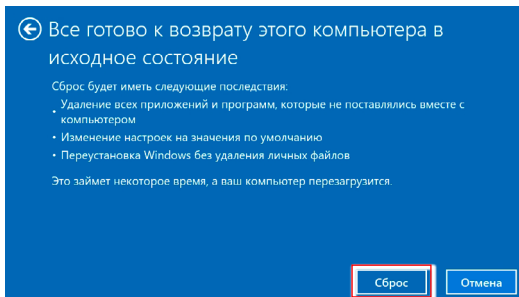 Все готово к возврату этого компьютера в
исходное состояние
Сброс будет иметь следующие последствия:
Удаление всех приложений и программ, которые не поставлялись вместе с
• компьютером
• Изменение настроек на значения по умолчанию
• Переустановка Windows без удаления личных файлов
Это займет некоторое время, а ваш компьютер перезагрузится.
Сброс
Отмена